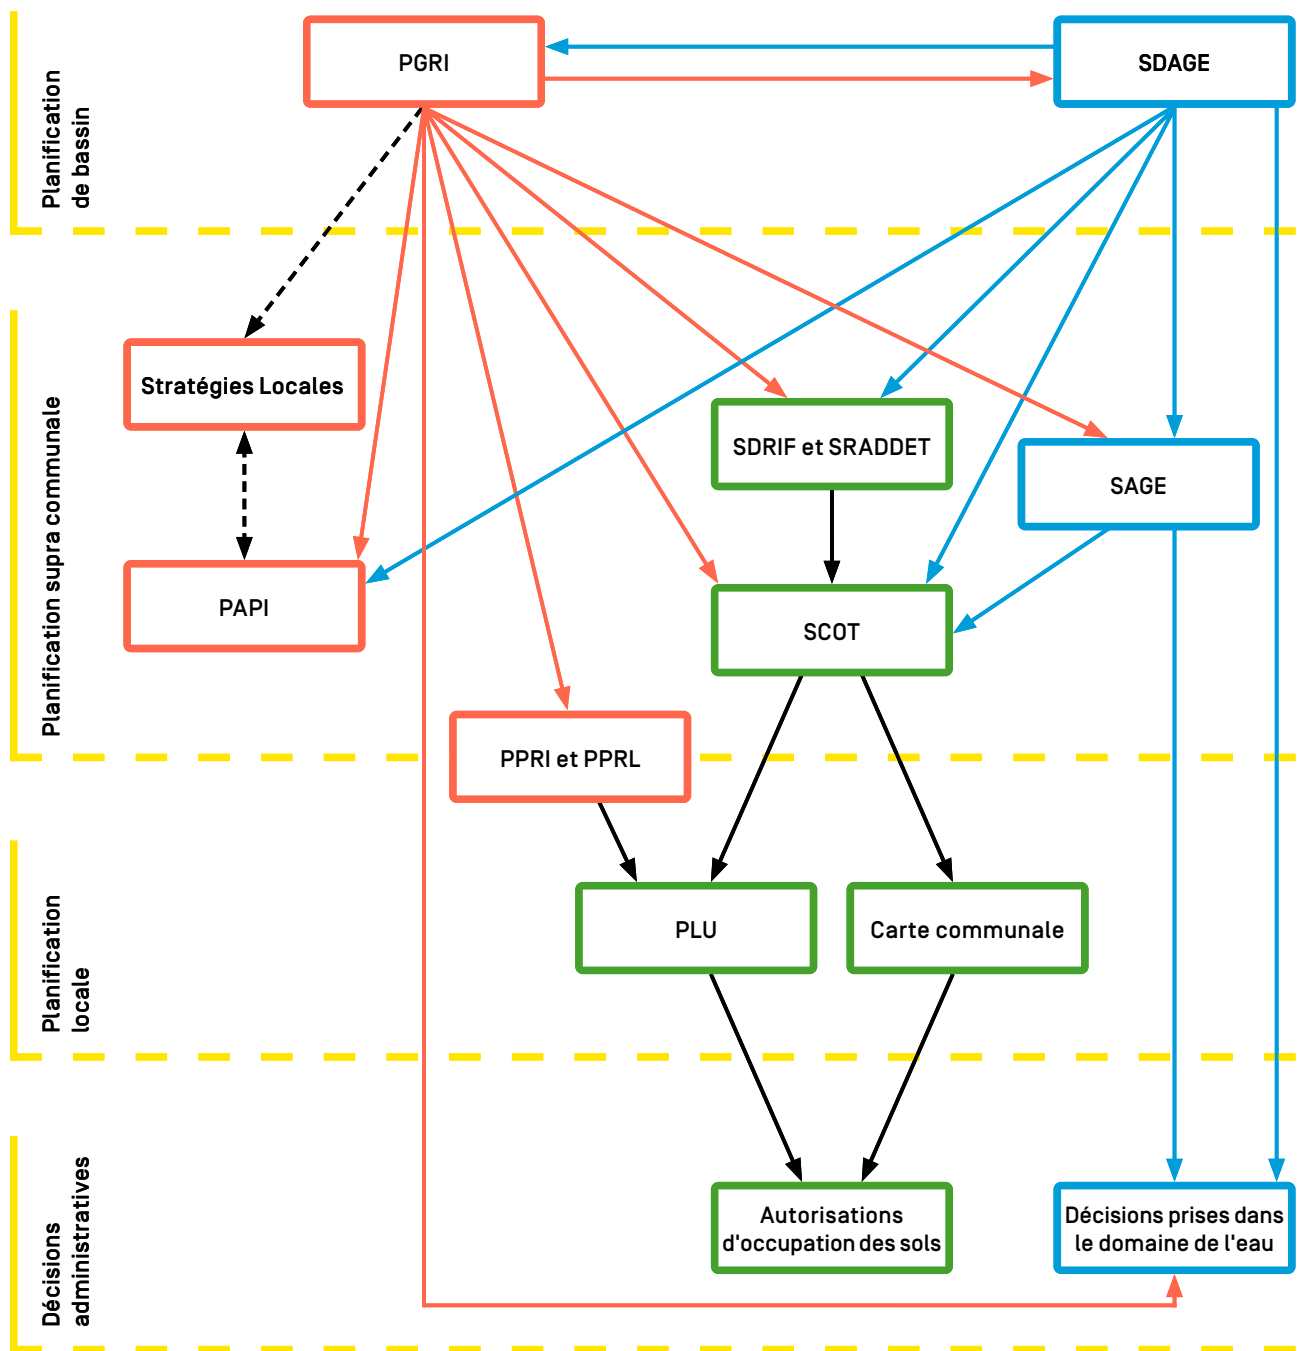 Planification
de bassin
PGRI
SDAGE
Planification supra communale
Stratégies Locales
SDRIF et SRADDET
SAGE
PAPI
SCOT
PPRI et PPRL
Planification
locale
PLU
Carte communale
Décisions
administratives
Autorisations
d'occupation des sols
Décisions prises dans
le domaine de l'eau